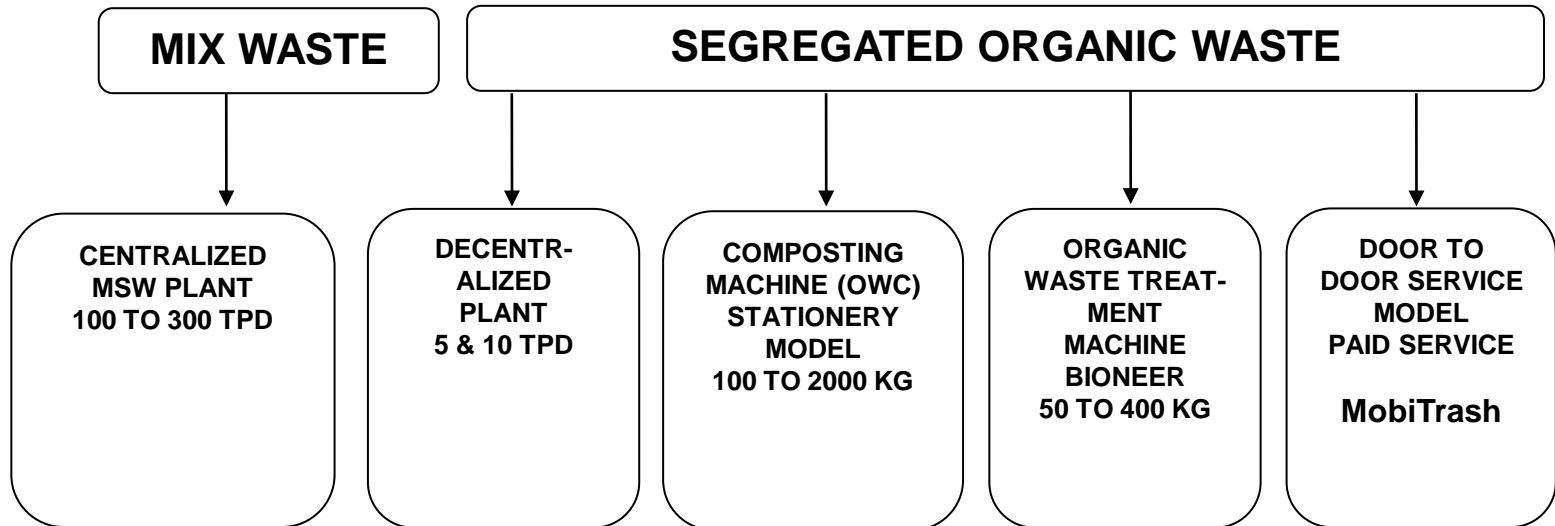 MIX WASTE
SEGREGATED ORGANIC WASTE
CENTRALIZED
MSW PLANT
100 TO 300 TPD
DECENTR-
ALIZED
PLANT
5 & 10 TPD
COMPOSTING
MACHINE (OWC)
STATIONERY
MODEL
100 TO 2000 KG
ORGANIC
WASTE TREAT-
MENT
MACHINE
BIONEER
50 TO 400 KG
DOOR TO
DOOR SERVICE
MODEL
PAID SERVICE
MobiTrash